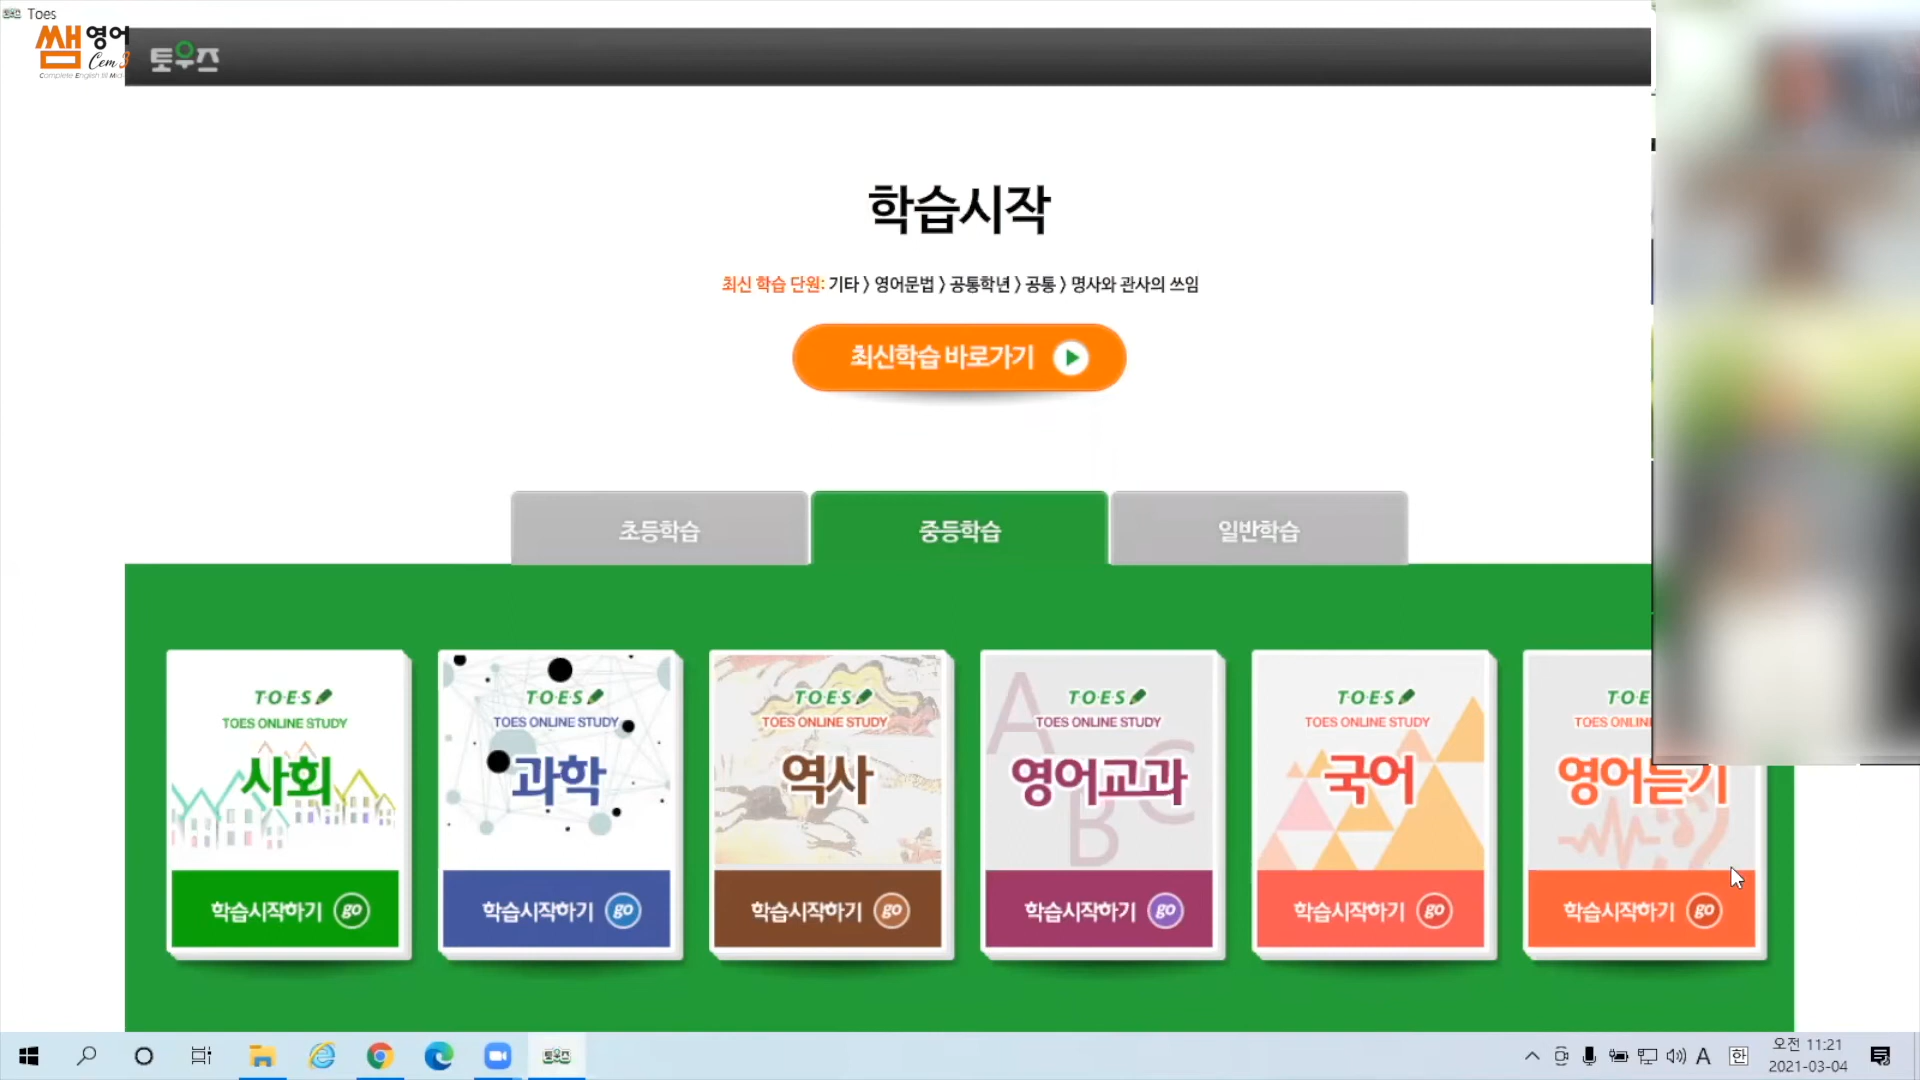 Toes
쌤영어
Cem 3
토우즈
학습시작
최신 학습 단원: 기타 > 영어문법 > 공통학년 > 공통 > 명사와 관사의 쓰임
최신학습 바로가기
초등학습
중등학습
일반학습
T·O·E·S
TOES ONLINE STUDY
사회
학습시작하기 go
T·O·E·S
TOES ONLINE STUDY
과학
학습시작하기 go
T·O·E·S
TOES ONLINE STUDY
역사
학습시작하기 go
T·O·E·S
TOES ONLINE STUDY
A B C
영어교과
학습시작하기 go
T·O·E·S
TOES ONLINE STUDY
국어
학습시작하기 go
영어듣기
학습시작하기 go
토우즈
A
한
오전 11:21
2021-03-04